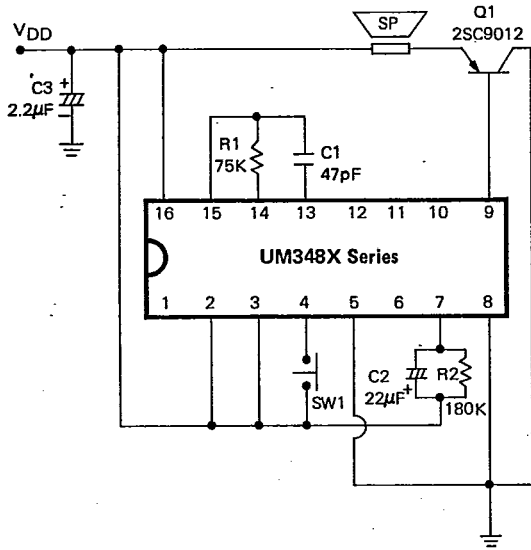 SP
Q1
2SC9012
VDD
C3 +
2.2μF
R1
75K
C1
47pF
16 15 14 13 12 11 10 9
UM348X Series
1 2 3 4 5 6 7 8
SW1
C2
22μF +
R2
180K